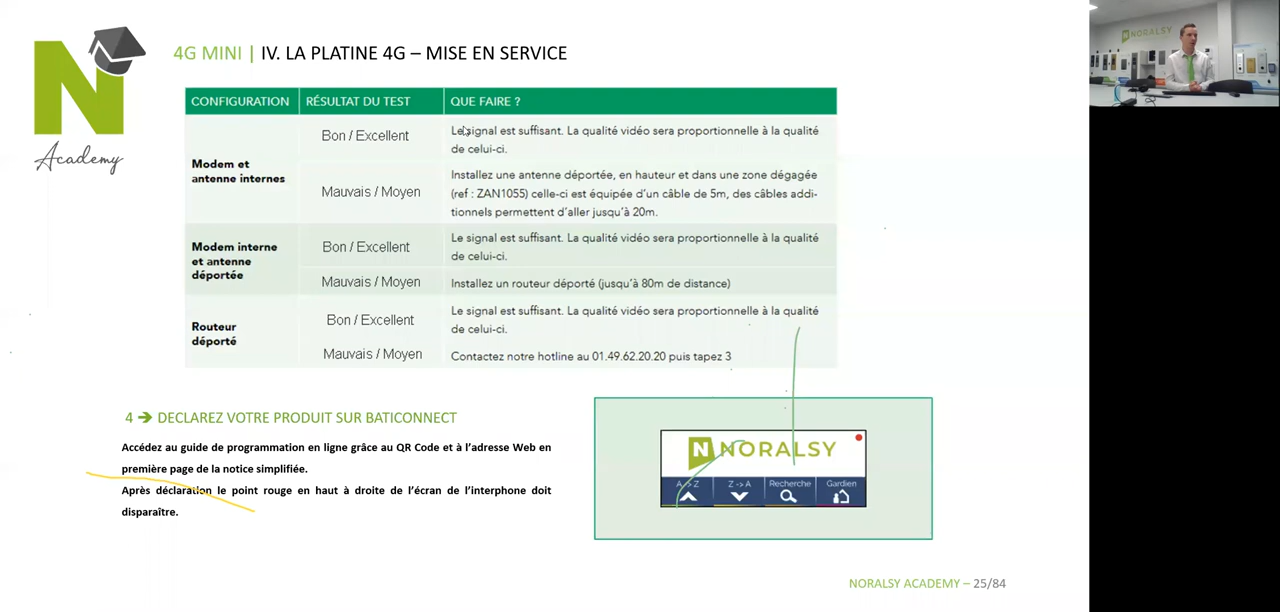 NORALSY
N
Academy
4G MINI | IV. LA PLATINE 4G – MISE EN SERVICE
CONFIGURATION RÉSULTAT DU TEST QUE FAIRE ?
Modem et
antenne internes
Bon / Excellent
Le signal est suffisant. La qualité vidéo sera proportionnelle à la qualité
de celui-ci.
Mauvais / Moyen
Installez une antenne déportée, en hauteur et dans une zone dégagée
(ref : ZAN1055) celle-ci est équipée d'un câble de 5m, des câbles addi-
tionnels permettent d'aller jusqu'à 20m.
Modem interne
et antenne
déportée
Bon / Excellent
Le signal est suffisant. La qualité vidéo sera proportionnelle à la qualité
de celui-ci.
Mauvais / Moyen
Installez un routeur déporté (jusqu'à 80m de distance)
Routeur
déporté
Bon / Excellent
Le signal est suffisant. La qualité vidéo sera proportionnelle à la qualité
de celui-ci.
Mauvais / Moyen
Contactez notre hotline au 01.49.62.20.20 puis tapez 3
4 ➔ DECLAREZ VOTRE PRODUIT SUR BATICONNECT
Accédez au guide de programmation en ligne grâce au QR Code et à l'adresse Web en
première page de la notice simplifiée.
Après déclaration le point rouge en haut à droite de l'écran de l'interphone doit
disparaître.
N NORALSY
A -> Z Z -> A Recherche Gardien
NORALSY ACADEMY – 25/84